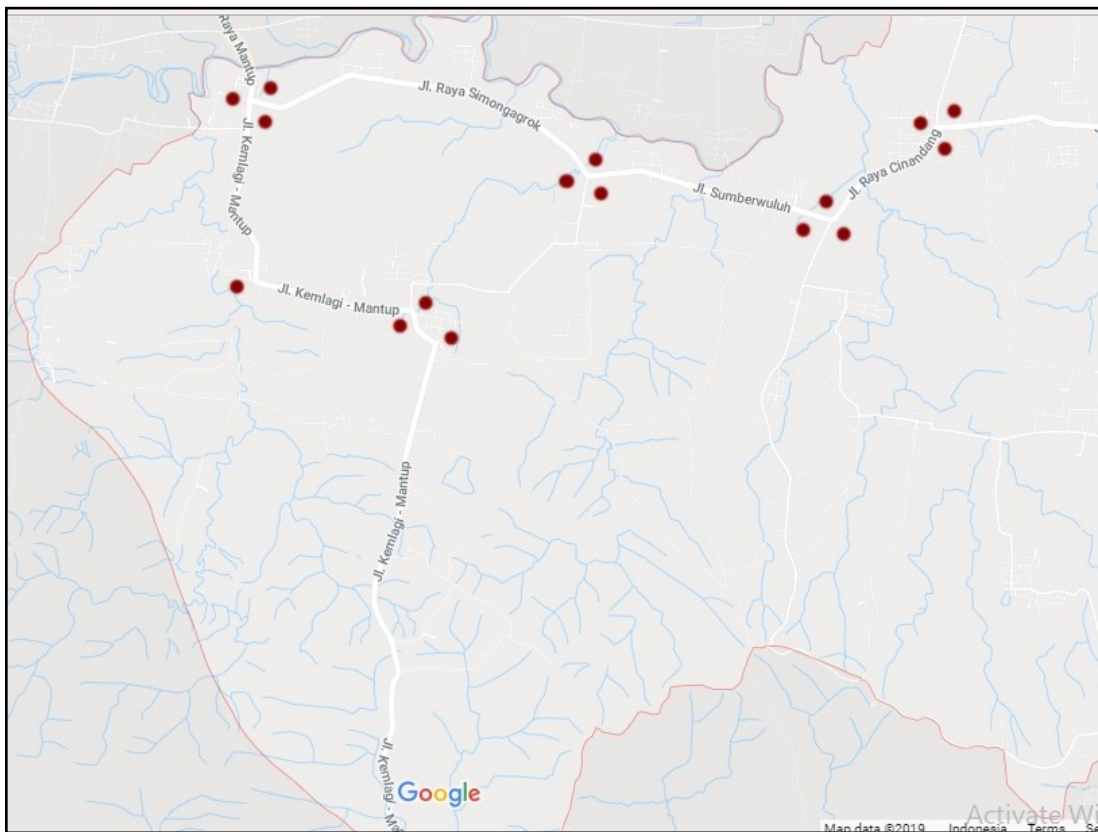 Raya Mantup
Jl. Raya Simongagrok
Jl. Kemlagi - Mantup
Jl. Raya Cinandang
Jl. Sumberwuluh
Jl. Kemlagi - Mantup
Jl. Kemlagi - Mantup
Jl. Kemlagi - Ma
Google
Activate Wi
Map data ©2019 Indonesia Terms Se